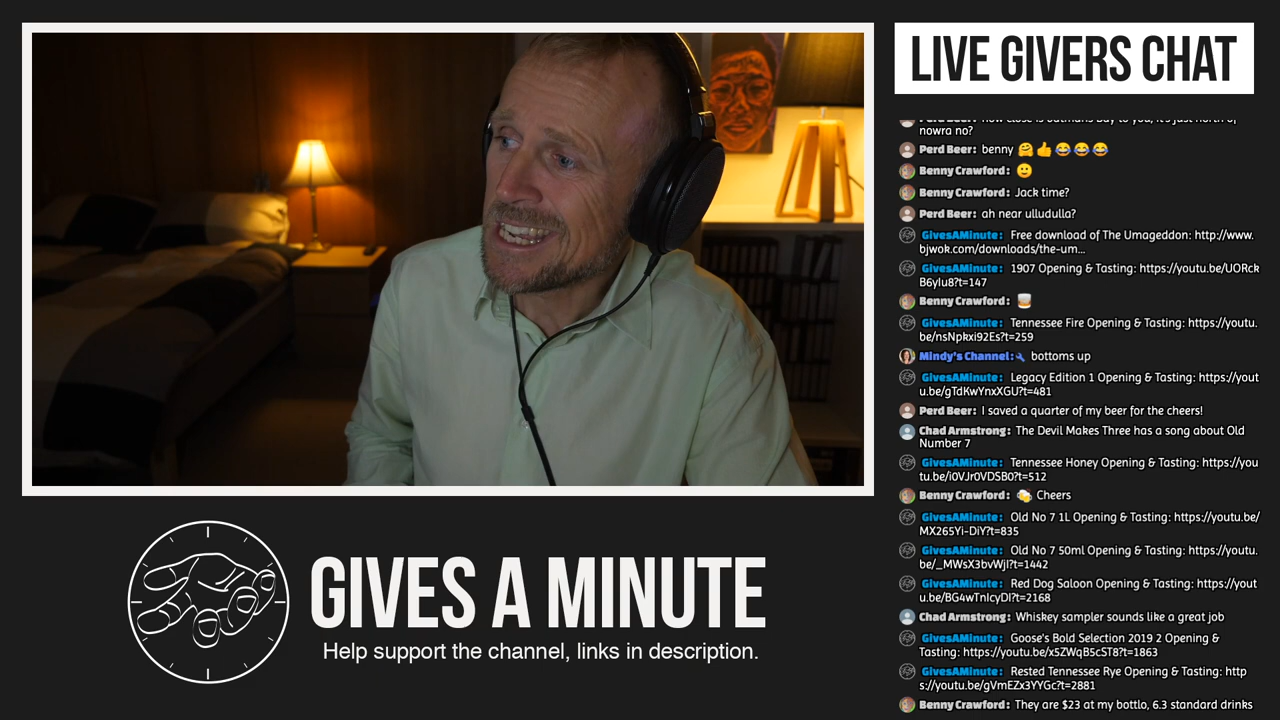 LIVE GIVERS CHAT
nowra no?
Perd Beer: benny 🤗👍😂😂😂
Benny Crawford: 🙂
Benny Crawford: Jack time?
Perd Beer: ah near ulludulla?
GivesAMinute: Free download of The Umageddon: http://www.
bjwok.com/downloads/the-um...
GivesAMinute: 1907 Opening & Tasting: https://youtu.be/UORck
B6yIu8?t=147
Benny Crawford: 🥃
GivesAMinute: Tennessee Fire Opening & Tasting: https://youtu.
be/nsNpkxi92Es?t=259
Mindy's Channel: bottoms up
GivesAMinute: Legacy Edition 1 Opening & Tasting: https://yout
u.be/gTdKwYnxXGU?t=481
Perd Beer: I saved a quarter of my beer for the cheers!
Chad Armstrong: The Devil Makes Three has a song about Old
Number 7
GivesAMinute: Tennessee Honey Opening & Tasting: https://you
tu.be/i0VJr0VDSB0?t=512
Benny Crawford: 🍻 Cheers
GivesAMinute: Old No 7 1L Opening & Tasting: https://youtu.be/
MX265Yi-DiY?t=835
GivesAMinute: Old No 7 50ml Opening & Tasting: https://youtu.
be/_MWsX3bvWjI?t=1442
GivesAMinute: Red Dog Saloon Opening & Tasting: https://yout
u.be/BG4wTnIcyDI?t=2168
Chad Armstrong: Whiskey sampler sounds like a great job
GivesAMinute: Goose's Bold Selection 2019 2 Opening &
Tasting: https://youtu.be/x5ZWqB5cST8?t=1863
GivesAMinute: Rested Tennessee Rye Opening & Tasting: http
s://youtu.be/gVmEZx3YYGc?t=2881
Benny Crawford: They are $23 at my bottlo, 6.3 standard drinks
GIVES A MINUTE
Help support the channel, links in description.